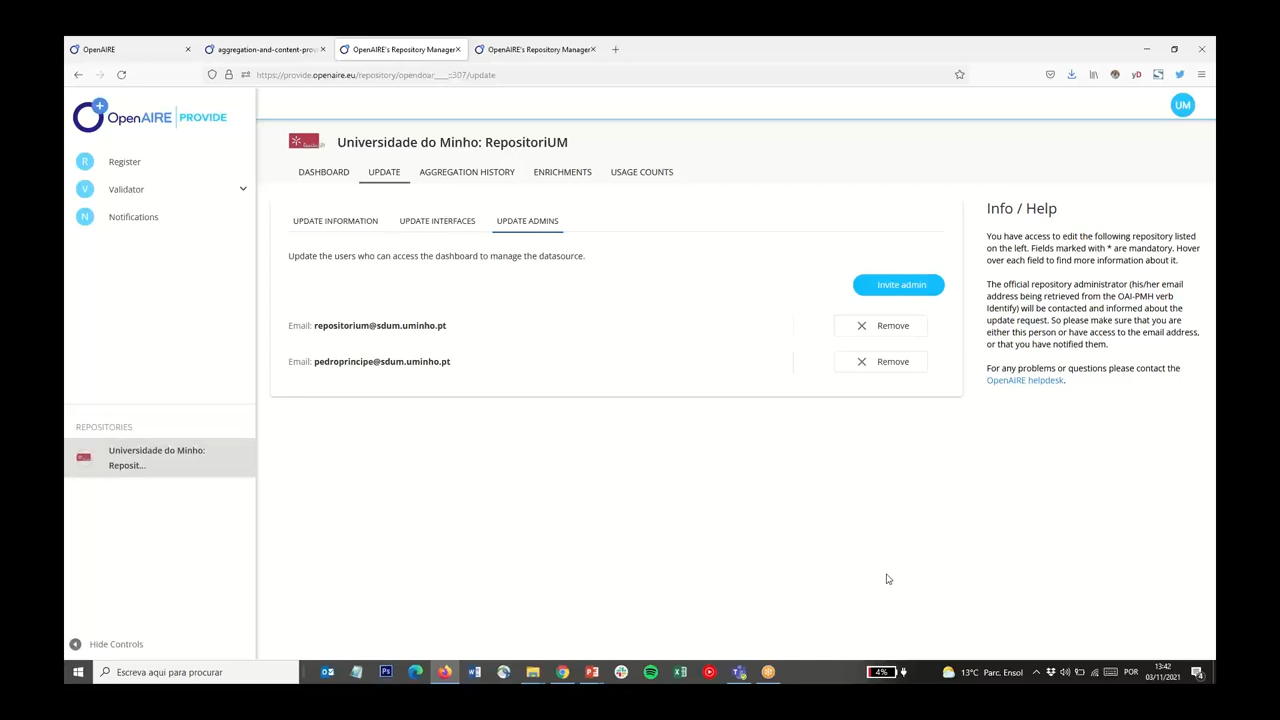 OpenAIRE
aggregation-and-content-prov
OpenAIRE's Repository Manager
OpenAIRE's Repository Manager
https://provide.openaire.eu/repository/opendoar____::307/update
yD
OpenAIRE | PROVIDE
UM
R Register
V Validator
N Notifications
Universidade do Minho: RepositoriUM
DASHBOARD UPDATE AGGREGATION HISTORY ENRICHMENTS USAGE COUNTS
UPDATE INFORMATION UPDATE INTERFACES UPDATE ADMINS
Update the users who can access the dashboard to manage the datasource.
Invite admin
Email: repositorium@sdum.uminho.pt Remove
Email: pedroprincipe@sdum.uminho.pt Remove
Info / Help
You have access to edit the following repository listed
on the left. Fields marked with * are mandatory. Hover
over each field to find more information about it.
The official repository administrator (his/her email
address being retrieved from the OAI-PMH verb
Identify) will be contacted and informed about the
update request. So please make sure that you are
either this person or have access to the email address,
or that you have notified them.
For any problems or questions please contact the
OpenAIRE helpdesk.
REPOSITORIES
Universidade do Minho:
Reposit...
Hide Controls
Escreva aqui para procurar
Ps
4%
13°C Parc. Ensol
POR
13:42
03/11/2021
4